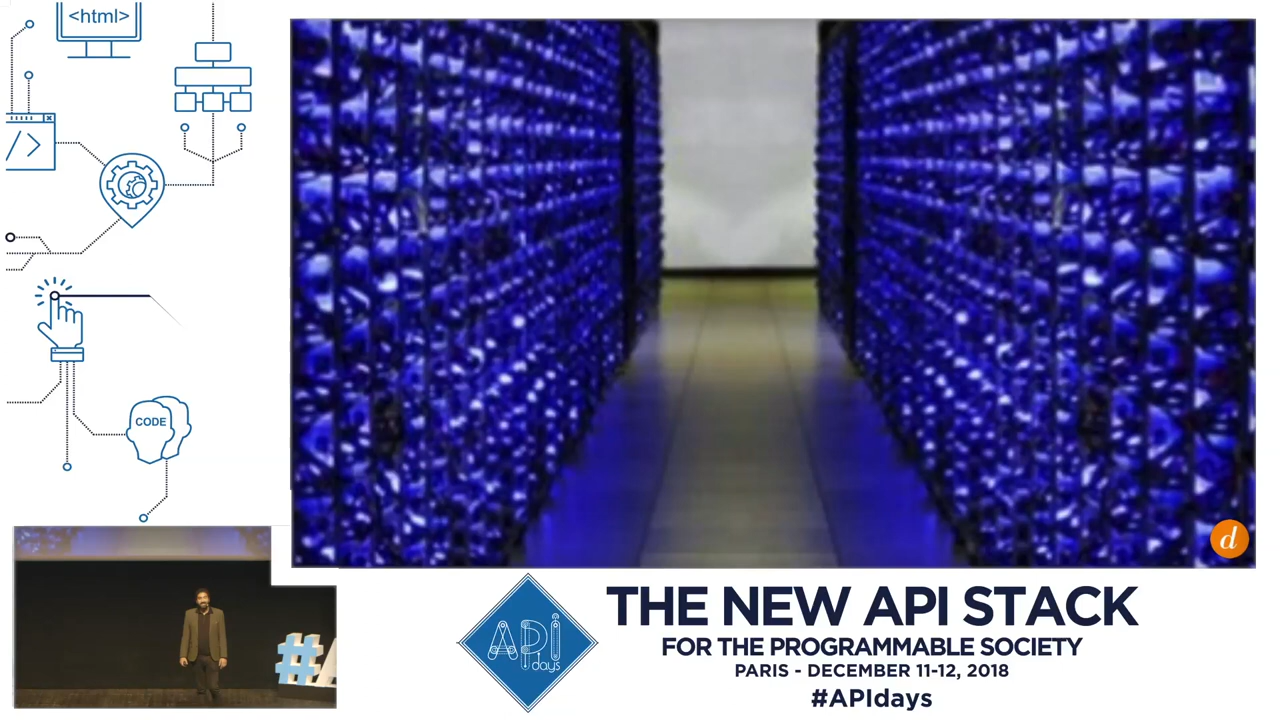 <html>
</>
CODE
d
#A
API
days
THE NEW API STACK
FOR THE PROGRAMMABLE SOCIETY
PARIS - DECEMBER 11-12, 2018
#APIdays